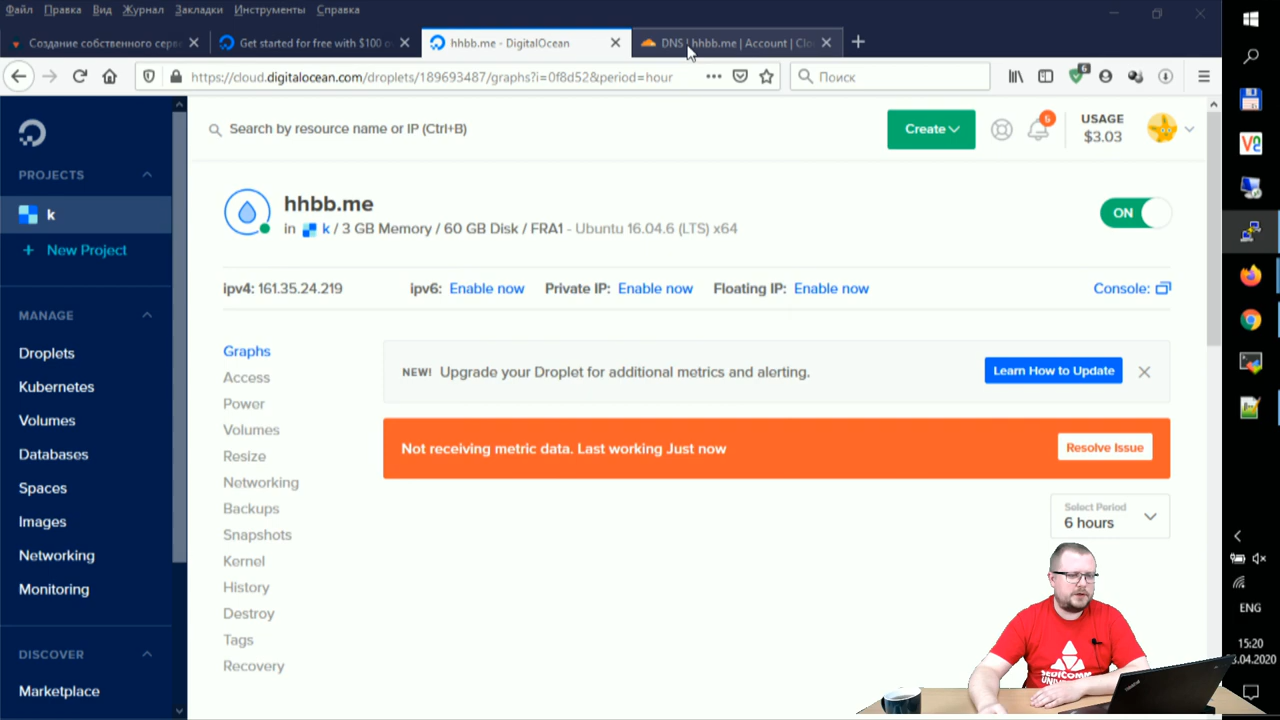 Файл Правка Вид Журнал Закладки Инструменты Справка
Создание собственного серве
Get started for free with $100 o
hhbb.me - DigitalOcean
DNS | hhbb.me | Account | Clo
https://cloud.digitalocean.com/droplets/189693487/graphs?i=0f8d52&period=hour
Поиск
6
Search by resource name or IP (Ctrl+B)
Create
5
USAGE
$3.03
PROJECTS
k
+ New Project
MANAGE
Droplets
Kubernetes
Volumes
Databases
Spaces
Images
Networking
Monitoring
DISCOVER
Marketplace
hhbb.me
in k / 3 GB Memory / 60 GB Disk / FRA1 - Ubuntu 16.04.6 (LTS) x64
ON
ipv4: 161.35.24.219 ipv6: Enable now Private IP: Enable now Floating IP: Enable now Console:
Graphs
Access
Power
Volumes
Resize
Networking
Backups
Snapshots
Kernel
History
Destroy
Tags
Recovery
NEW! Upgrade your Droplet for additional metrics and alerting.
Learn How to Update
Not receiving metric data. Last working Just now
Resolve Issue
Select Period
6 hours
SEDICOMM
UNIVERSITY
ENG
15:20
3.04.2020